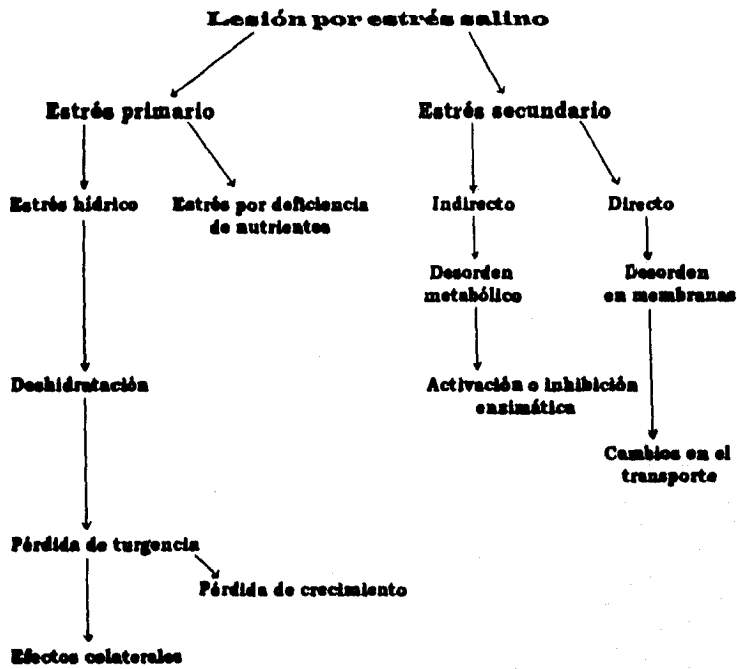 Lesión por estrés salino
Estrés primario
Estrés secundario
Estrés hídrico
Estrés por deficiencia
de nutrientes
Indirecto
Directo
Desorden
metabólico
Desorden
en membranas
Deshidratación
Activación o inhibición
enzimática
Cambios en el
transporte
Pérdida de turgencia
Pérdida de crecimiento
Efectos colaterales